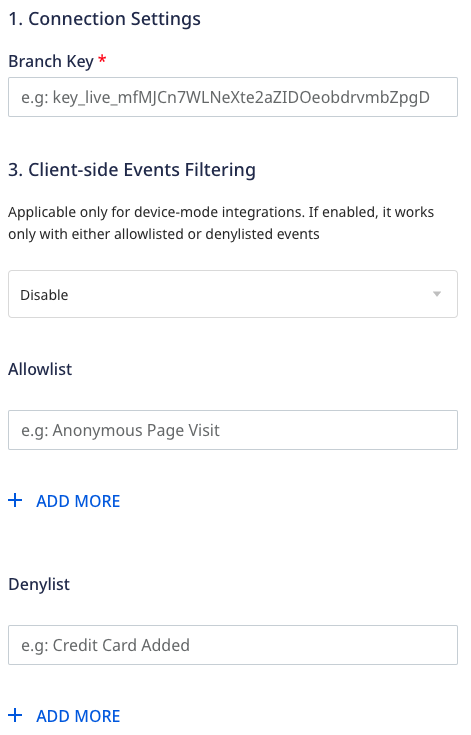 1. Connection Settings
Branch Key *
e.g: key_live_mfMJCn7WLNeXte2aZIDOeobdrvmbZpgD
3. Client-side Events Filtering
Applicable only for device-mode integrations. If enabled, it works
only with either allowlisted or denylisted events
Disable
Allowlist
e.g: Anonymous Page Visit
+ ADD MORE
Denylist
e.g: Credit Card Added
+ ADD MORE